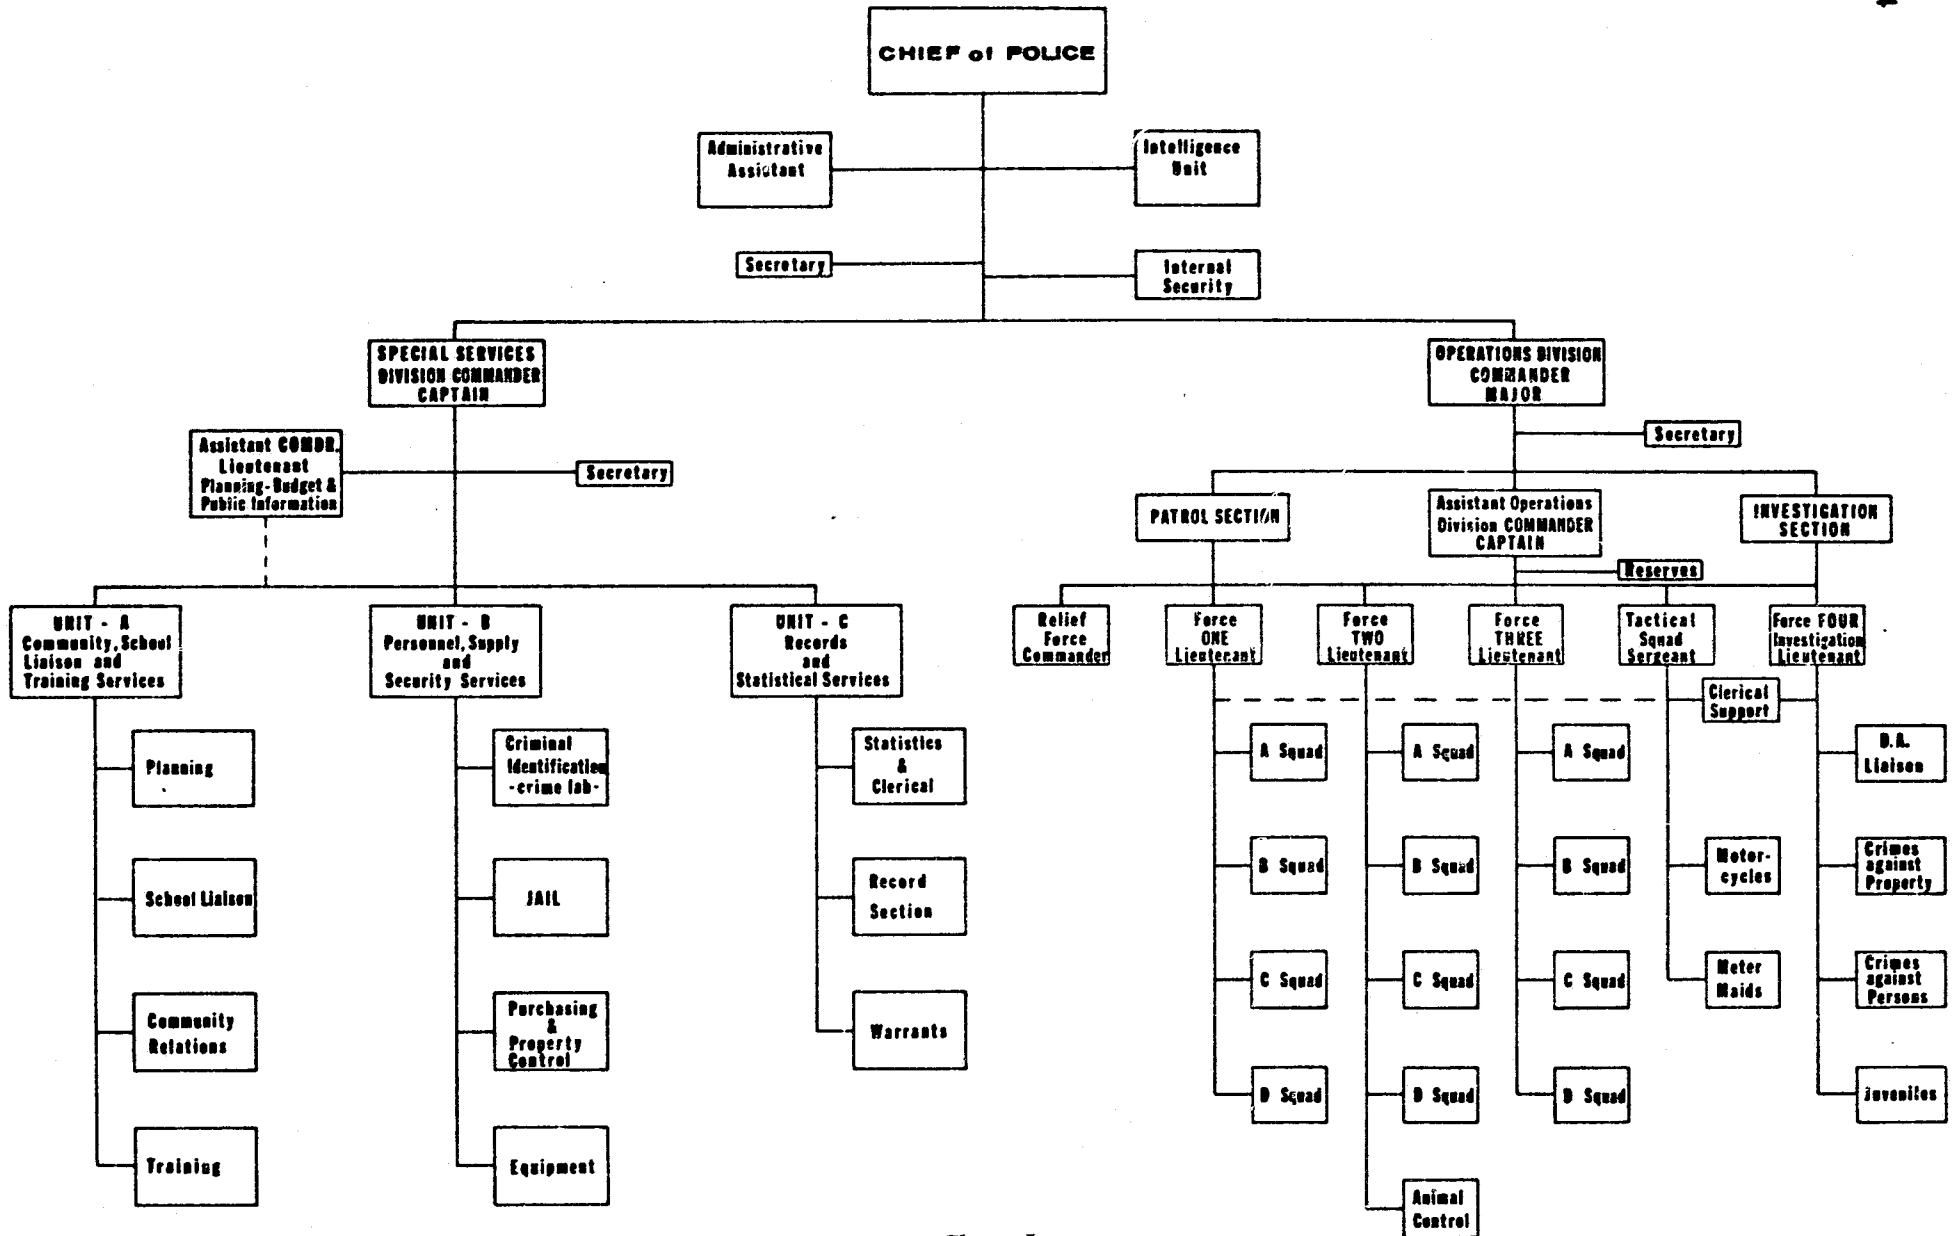 CHIEF of POLICE
Administrative
Assistant
Intelligence
Unit
Secretary
Internal
Security
SPECIAL SERVICES
DIVISION COMMANDER
CAPTAIN
OPERATIONS DIVISION
COMMANDER
MAJOR
Assistant COMDR.
Lieutenant
Planning-Budget &
Public Information
Secretary
Secretary
PATROL SECTION
Assistant Operations
Division COMMANDER
CAPTAIN
INVESTIGATION
SECTION
Reserves
UNIT - A
Community, School
Liaison and
Training Services
UNIT - B
Personnel, Supply
and
Security Services
UNIT - C
Records
and
Statistical Services
Relief
Force
Commander
Force
ONE
Lieutenant
Force
TWO
Lieutenant
Force
THREE
Lieutenant
Tactical
Squad
Sergeant
Force FOUR
Investigation
Lieutenant
Clerical
Support
Planning
School Liaison
Community
Relations
Training
Criminal
Identification
-crime lab-
JAIL
Purchasing
&
Property
Control
Equipment
Statistics
&
Clerical
Record
Section
Warrants
A Squad
B Squad
C Squad
D Squad
A Squad
B Squad
C Squad
D Squad
Animal
Control
A Squad
B Squad
C Squad
D Squad
Motor-
cycles
Meter
Maids
D.A.
Liaison
Crimes
against
Property
Crimes
against
Persons
Juveniles